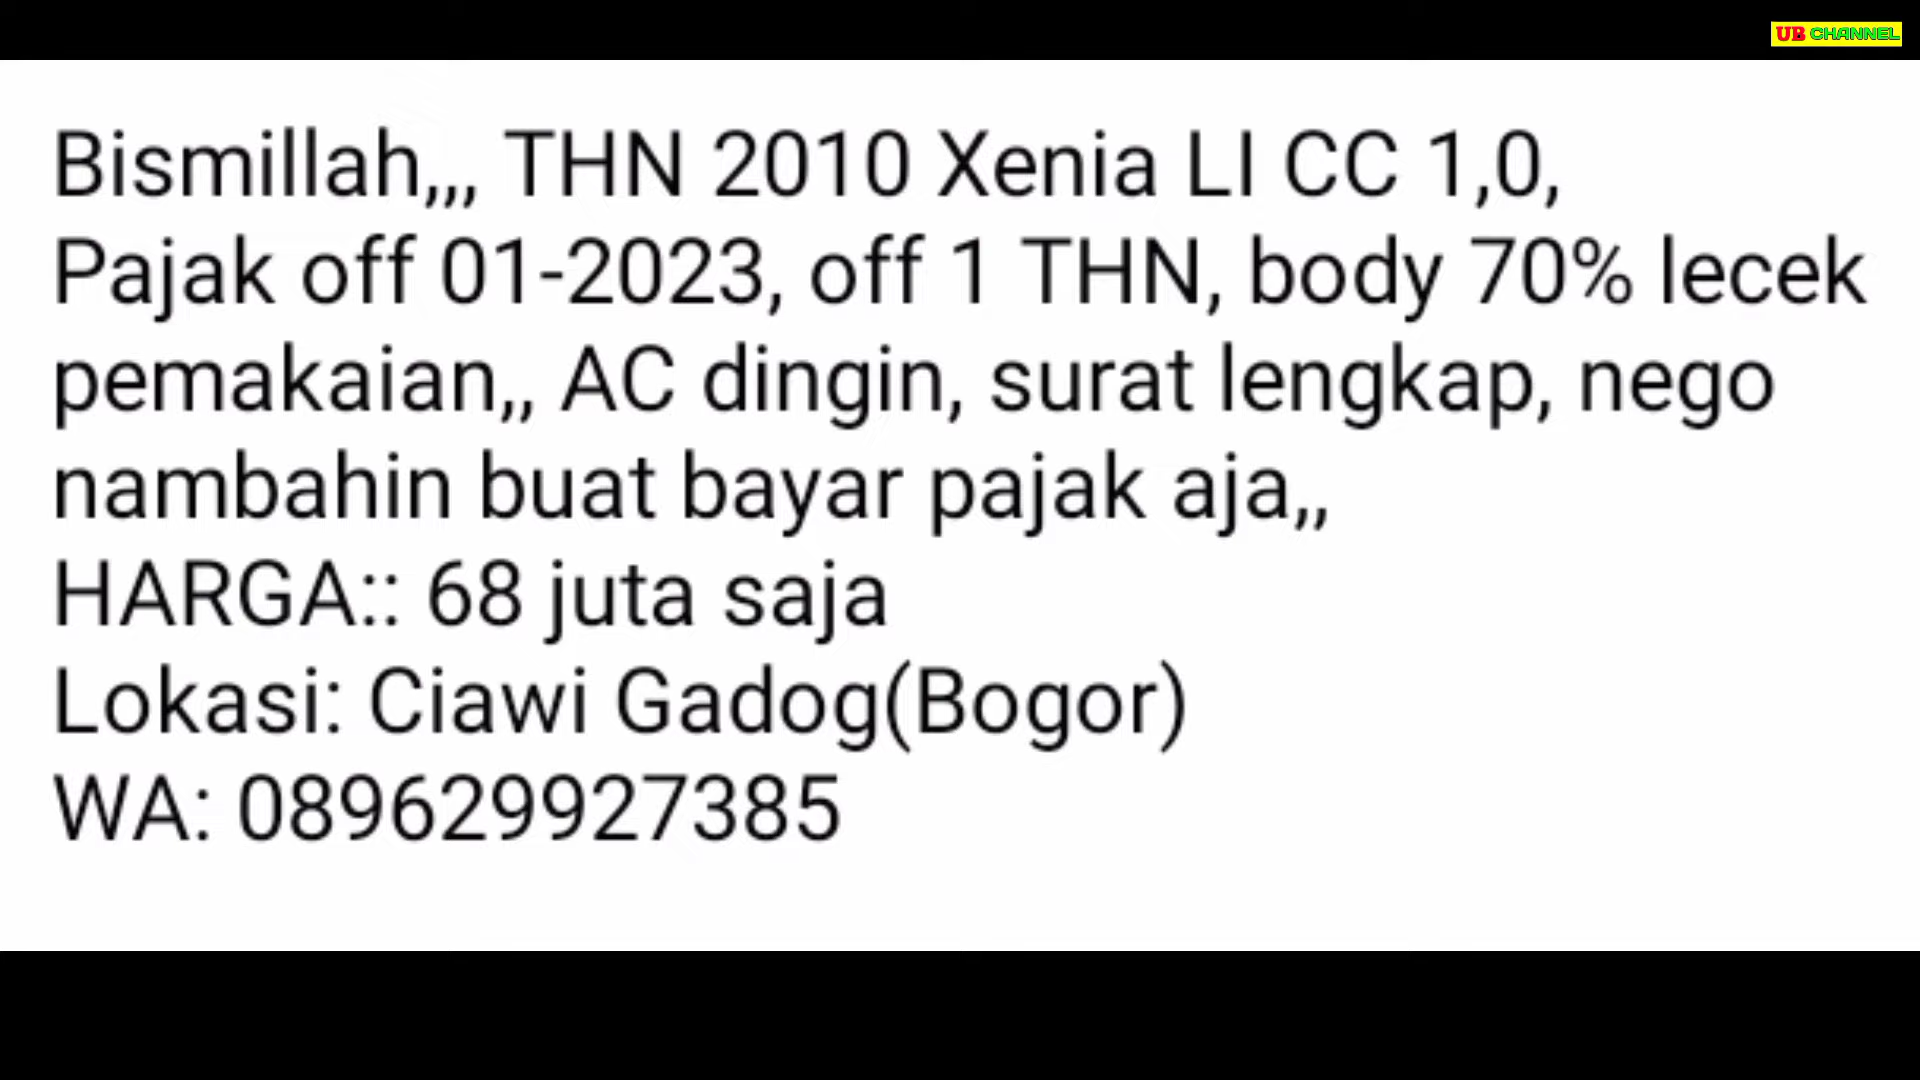 UB CHANNEL
Bismillah,,, THN 2010 Xenia LI CC 1,0,
Pajak off 01-2023, off 1 THN, body 70% lecek
pemakaian,, AC dingin, surat lengkap, nego
nambahin buat bayar pajak aja,,
HARGA:: 68 juta saja
Lokasi: Ciawi Gadog(Bogor)
WA: 089629927385